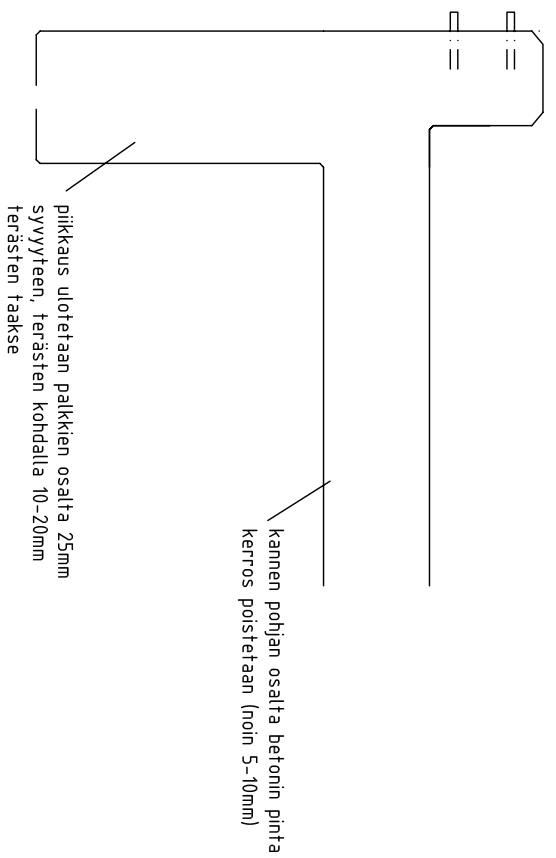 piikkaus ulotetaan palkkien osalta 25mm
syvyyteen, terästen kohdalla 10-20mm
terästen taakse
kannen pohjan osalta betonin pinta
kerros poistetaan (noin 5-10mm)